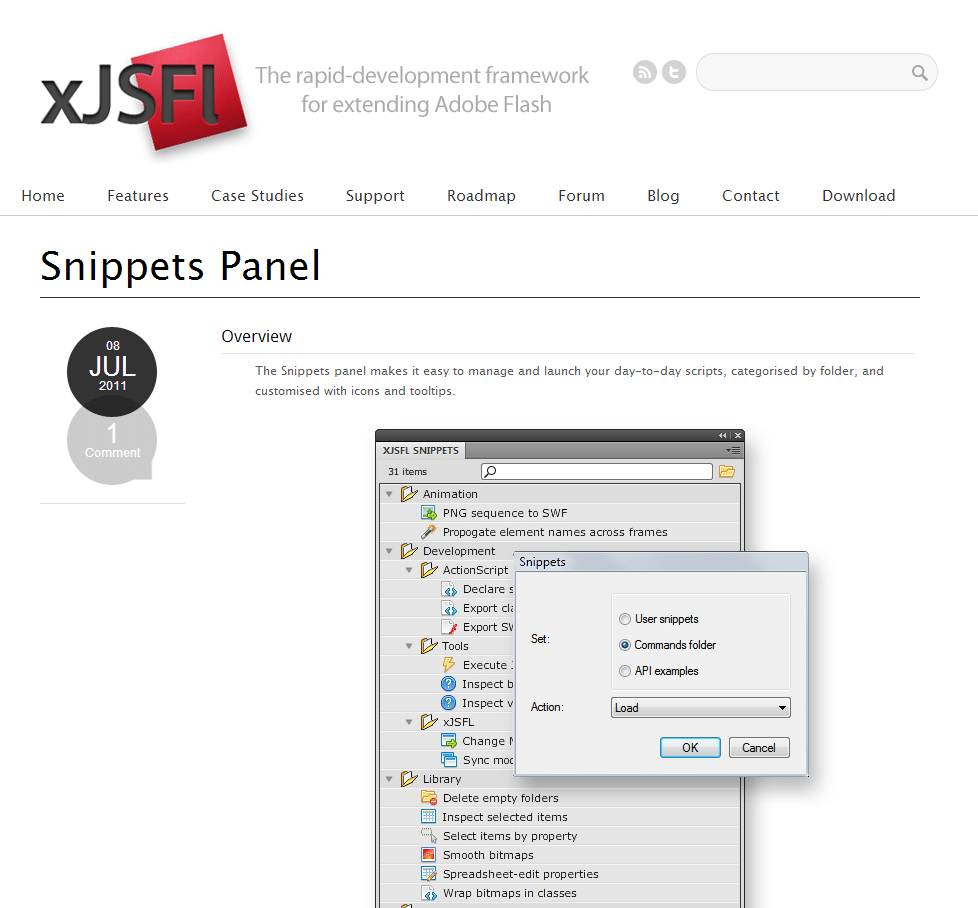 xJSFl
The rapid-development framework
for extending Adobe Flash
Home Features Case Studies Support Roadmap Forum Blog Contact Download
Snippets Panel
08
JUL
2011
1
Comment
Overview
The Snippets panel makes it easy to manage and launch your day-to-day scripts, categorised by folder, and
customised with icons and tooltips.
XJSFL SNIPPETS
31 items
Animation
PNG sequence to SWF
Propogate element names across frames
Development
ActionScript
Declare
Export
Export
Tools
Execute
Inspect
Inspect
xJSFL
Change
Sync
Library
Delete empty folders
Inspect selected items
Select items by property
Smooth bitmaps
Spreadsheet-edit properties
Wrap bitmaps in classes
Snippets
Set:
User snippets
Commands folder
API examples
Action: Load
OK Cancel